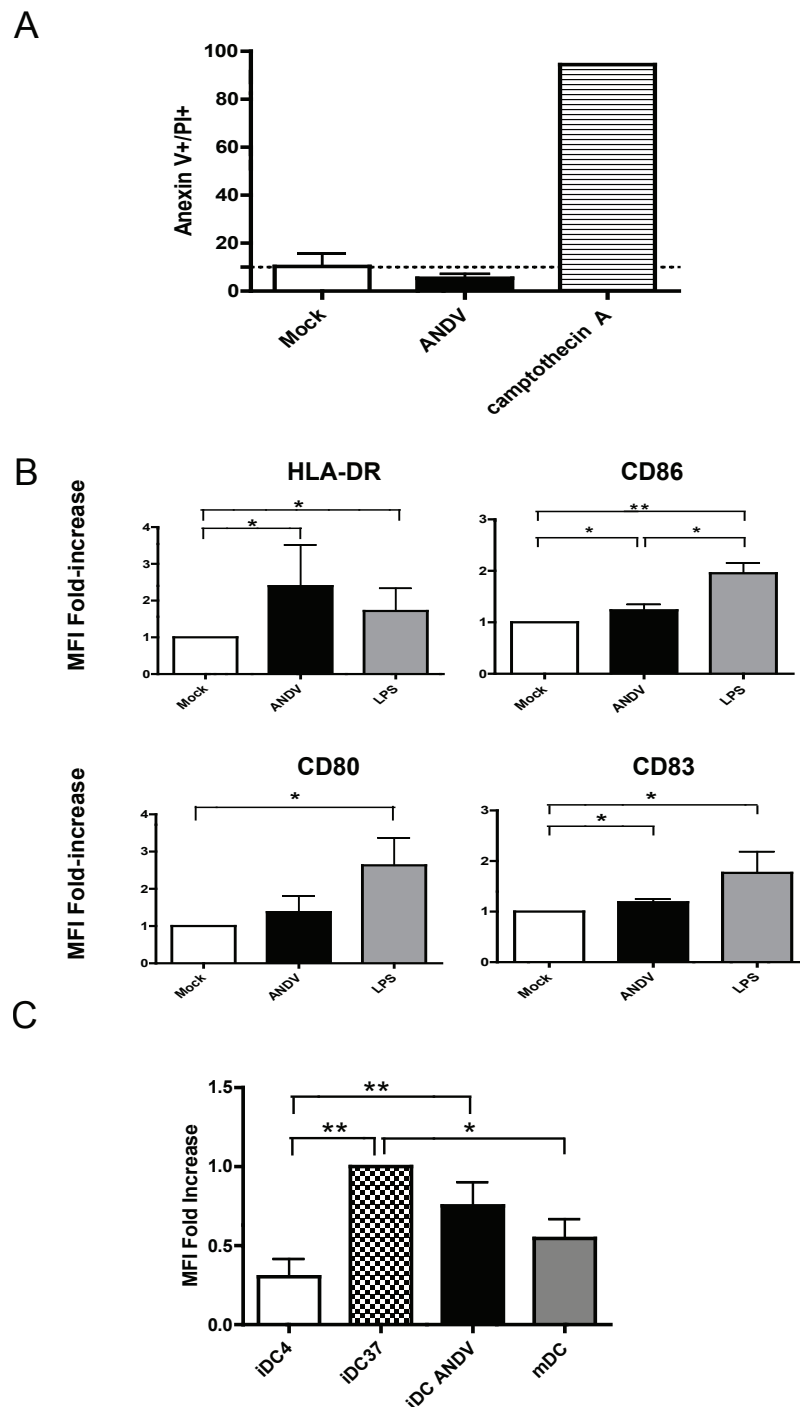 A
Anexin V+/PI+
100
80
60
40
20
0
Mock
ANDV
camptothecin A
B
HLA-DR
MFI Fold-increase
4
3
2
1
0
*
*
Mock
ANDV
LPS
CD86
3
2
1
0
**
*
*
Mock
ANDV
LPS
CD80
MFI Fold-increase
4
3
2
1
0
*
Mock
ANDV
LPS
CD83
3
2
1
0
*
*
Mock
ANDV
LPS
C
MFI Fold Increase
1.5
1.0
0.5
0.0
**
**
*
iDC4
iDC37
iDC ANDV
mDC